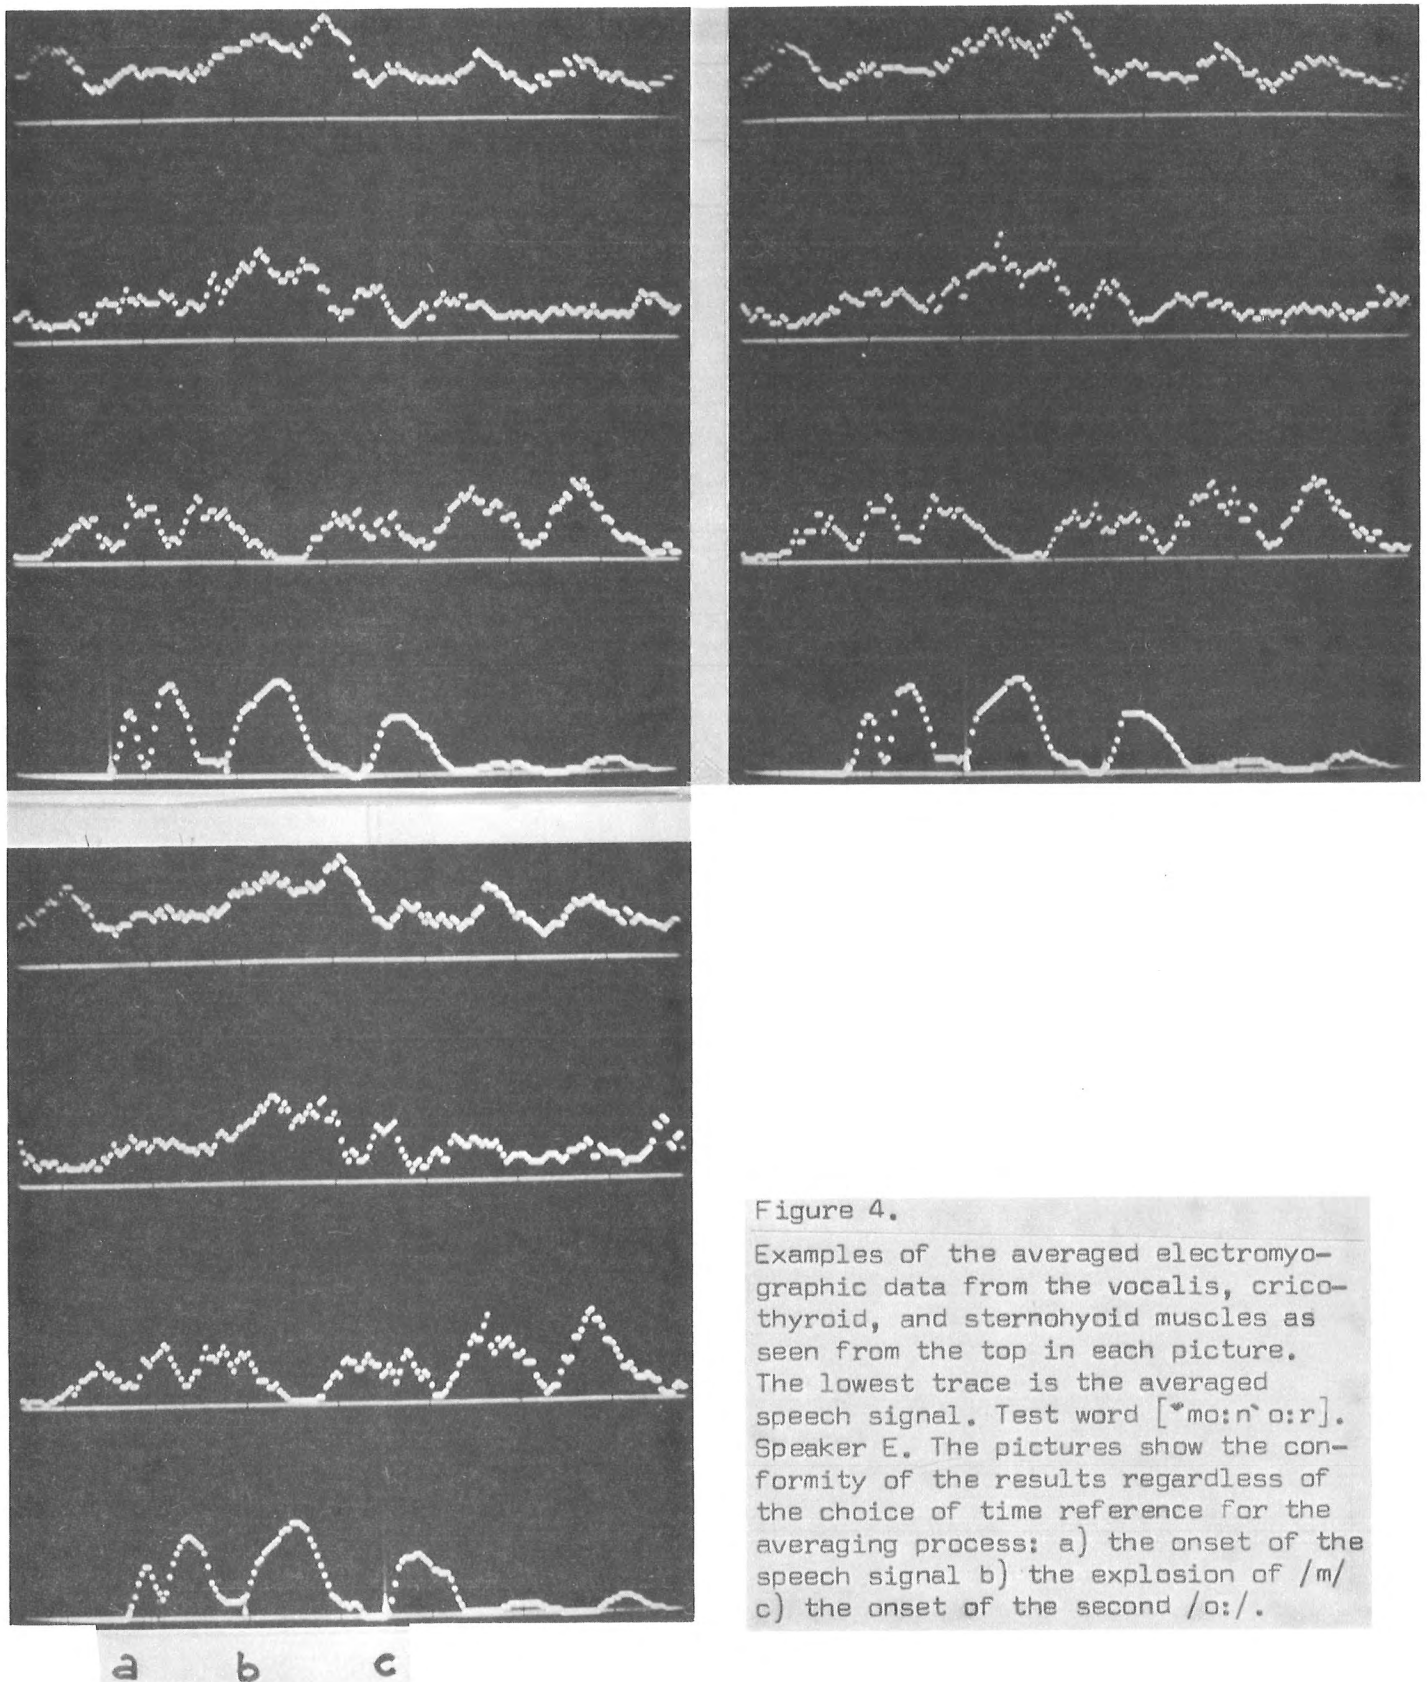 Figure 4.
Examples of the averaged electromyo-
graphic data from the vocalis, crico-
thyroid, and sternohyoid muscles as
seen from the top in each picture.
The lowest trace is the averaged
speech signal. Test word [*mo:n`o:r].
Speaker E. The pictures show the con-
formity of the results regardless of
the choice of time reference for the
averaging process: a) the onset of the
speech signal b) the explosion of /m/
c) the onset of the second /o:/.
a b c